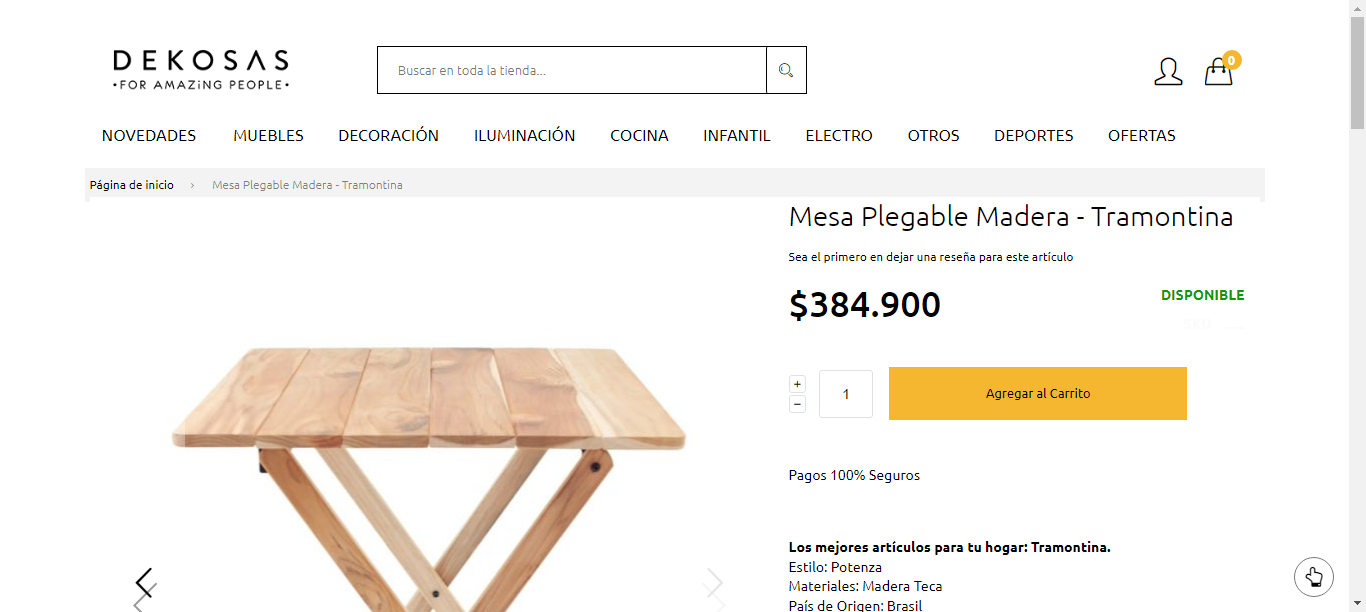 DEKOSAS
•FOR AMAZiNG PEOPLE•
Buscar en toda la tienda...
0
NOVEDADES MUEBLES DECORACIÓN ILUMINACIÓN COCINA INFANTIL ELECTRO OTROS DEPORTES OFERTAS
Página de inicio › Mesa Plegable Madera - Tramontina
Mesa Plegable Madera - Tramontina
Sea el primero en dejar una reseña para este artículo
$384.900
DISPONIBLE
SKU
+
1
−
Agregar al Carrito
Pagos 100% Seguros
Los mejores artículos para tu hogar: Tramontina.
Estilo: Potenza
Materiales: Madera Teca
País de Origen: Brasil